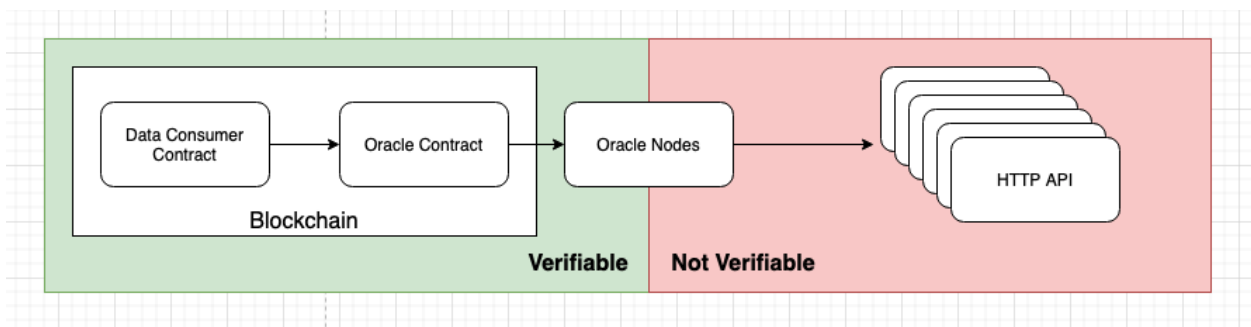 Data Consumer
Contract
Oracle Contract
Oracle Nodes
HTTP API
Blockchain
Verifiable
Not Verifiable